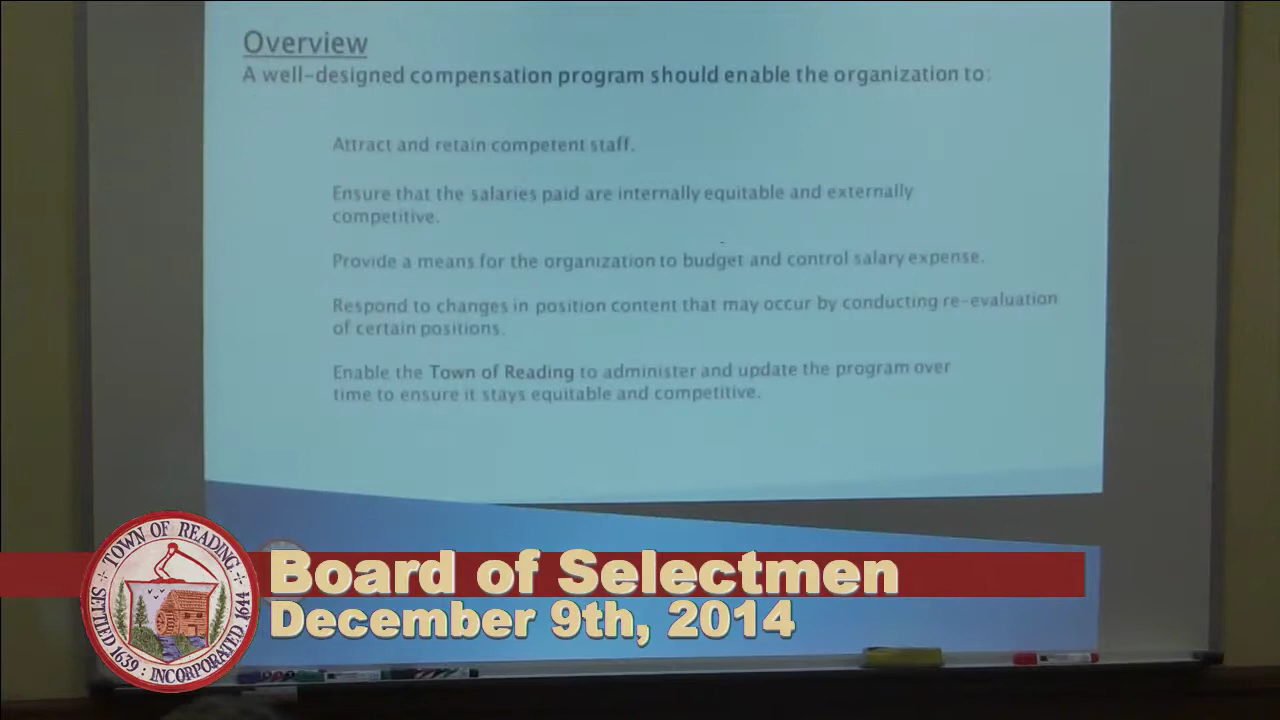 Overview
A well-designed compensation program should enable the organization to:
Attract and retain competent staff.
Ensure that the salaries paid are internally equitable and externally
competitive.
Provide a means for the organization to budget and control salary expense.
Respond to changes in position content that may occur by conducting re-evaluation
of certain positions.
Enable the Town of Reading to administer and update the program over
time to ensure it stays equitable and competitive.
TOWN OF READING
SETTLED 1639 : INCORPORATED 1644
Board of Selectmen
December 9th, 2014